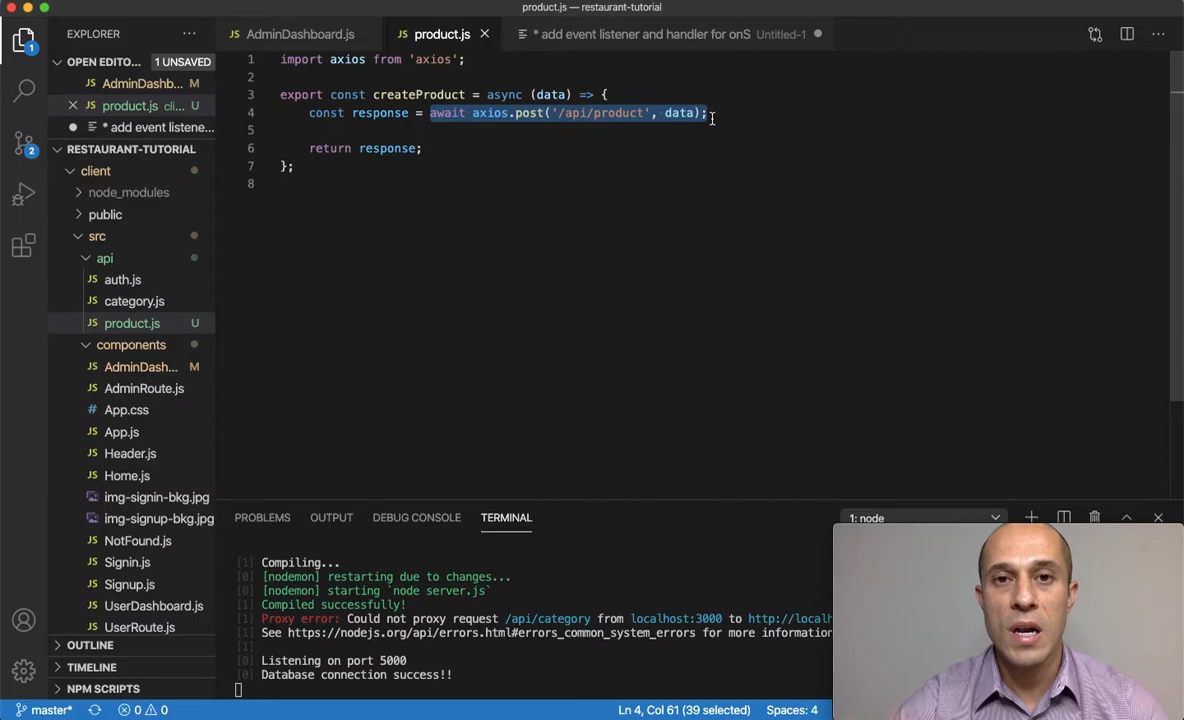 product.js — restaurant-tutorial
EXPLORER
AdminDashboard.js
product.js
* add event listener and handler for onS Untitled-1
OPEN EDITO... 1 UNSAVED
AdminDashb... M
product.js cli... U
* add event listene...
RESTAURANT-TUTORIAL
client
node_modules
public
src
api
JS auth.js
JS category.js
JS product.js U
components
JS AdminDash... M
JS AdminRoute.js
# App.css
JS App.js
JS Header.js
JS Home.js
img-signin-bkg.jpg
img-signup-bkg.jpg
JS NotFound.js
JS Signin.js
JS Signup.js
JS UserDashboard.js
JS UserRoute.js
OUTLINE
TIMELINE
NPM SCRIPTS
1 import axios from 'axios';
2
3 export const createProduct = async (data) => {
4 const response = await axios.post('/api/product', data);
5
6 return response;
7 };
8
PROBLEMS OUTPUT DEBUG CONSOLE TERMINAL
1: node
[1] Compiling...
[0] [nodemon] restarting due to changes...
[0] [nodemon] starting `node server.js`
[1] Compiled successfully!
[1] Proxy error: Could not proxy request /api/category from localhost:3000 to http://localh
[1] See https://nodejs.org/api/errors.html#errors_common_system_errors for more information
[1]
[0] Listening on port 5000
[0] Database connection success!!
master* 0 0
Ln 4, Col 61 (39 selected) Spaces: 4